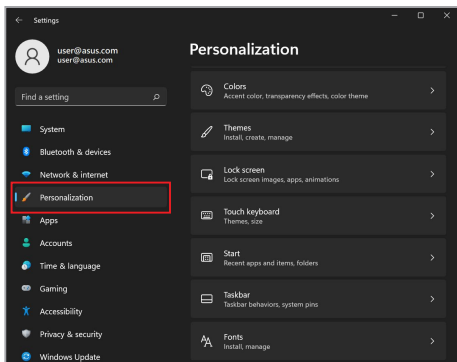 Settings
user@asus.com
user@asus.com
Find a setting
System
Bluetooth & devices
Network & internet
Personalization
Apps
Accounts
Time & language
Gaming
Accessibility
Privacy & security
Windows Update
Personalization
Colors
Accent color, transparency effects, color theme
Themes
Install, create, manage
Lock screen
Lock screen images, apps, animations
Touch keyboard
Themes, size
Start
Recent apps and items, folders
Taskbar
Taskbar behaviors, system pins
Fonts
Install, manage